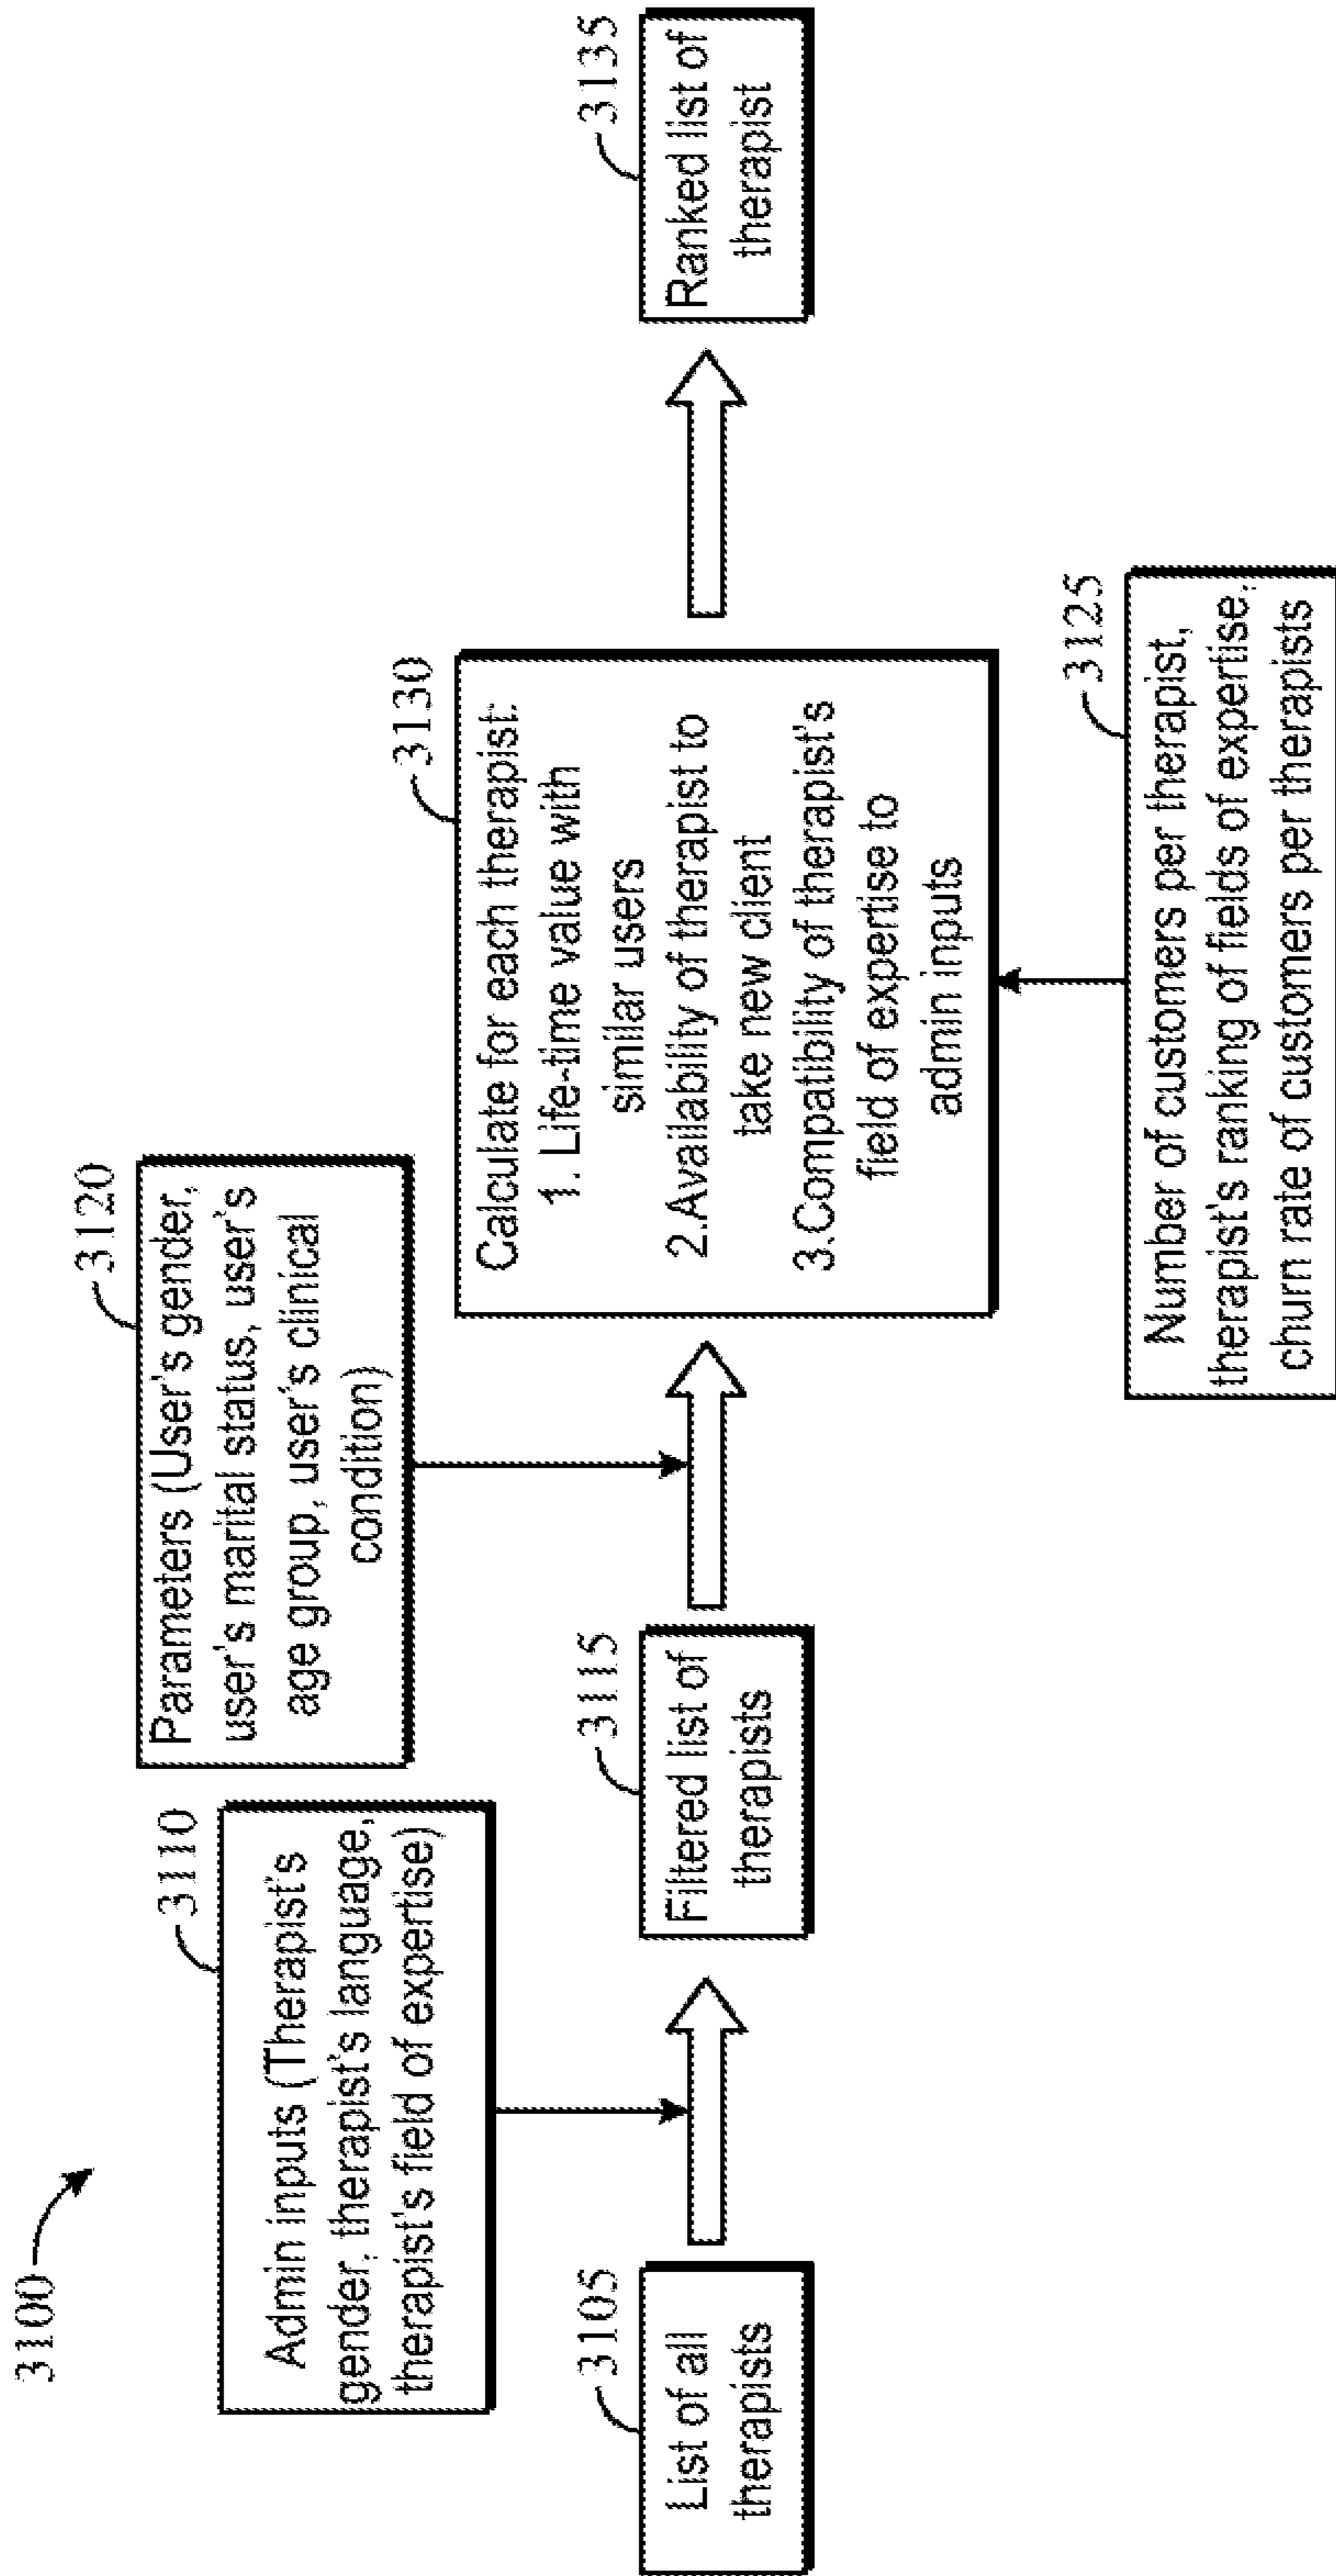 3100
3110
Admin inputs (Therapist's
gender, therapist's language,
therapist's field of expertise)
3120
Parameters (User's gender,
user's marital status, user's
age group, user's clinical
condition)
3105
List of all
therapists
3115
Filtered list of
therapists
3130
Calculate for each therapist:
1. Life-time value with
similar users
2.Availability of therapist to
take new client
3.Compatibility of therapist's
field of expertise to
admin inputs
3135
Ranked list of
therapist
3125
Number of customers per therapist,
therapist's ranking of fields of expertise,
churn rate of customers per therapists